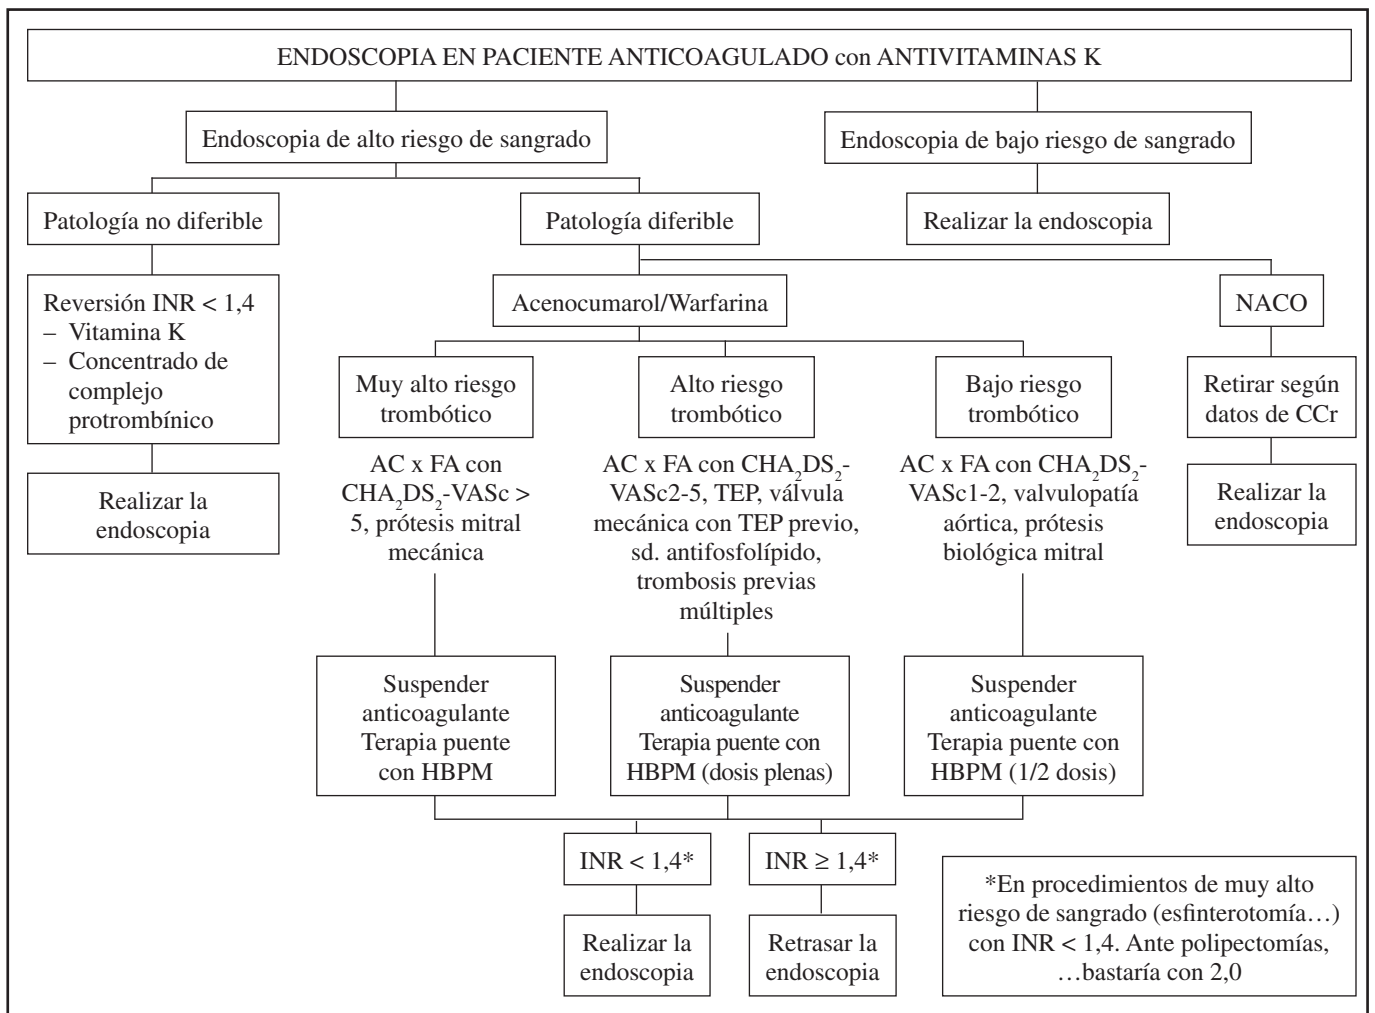 ENDOSCOPIA EN PACIENTE ANTICOAGULADO con ANTIVITAMINAS K
Endoscopia de alto riesgo de sangrado
Endoscopia de bajo riesgo de sangrado
Patología no diferible
Patología diferible
Realizar la endoscopia
Reversión INR < 1,4
– Vitamina K
– Concentrado de
complejo
protrombínico
Acenocumarol/Warfarina
NACO
Muy alto riesgo
trombótico
Alto riesgo
trombótico
Bajo riesgo
trombótico
Retirar según
datos de CCr
Realizar la
endoscopia
AC x FA con
CHA₂DS₂-VASc >
5, prótesis mitral
mecánica
AC x FA con CHA₂DS₂-
VASc2-5, TEP, válvula
mecánica con TEP previo,
sd. antifosfolípido,
trombosis previas
múltiples
AC x FA con CHA₂DS₂-
VASc1-2, valvulopatía
aórtica, prótesis
biológica mitral
Realizar la
endoscopia
Suspender
anticoagulante
Terapia puente
con HBPM
Suspender
anticoagulante
Terapia puente con
HBPM (dosis plenas)
Suspender
anticoagulante
Terapia puente con
HBPM (1/2 dosis)
INR < 1,4*
INR ≥ 1,4*
Realizar la
endoscopia
Retrasar la
endoscopia
*En procedimientos de muy alto
riesgo de sangrado (esfinterotomía…)
con INR < 1,4. Ante polipectomías,
…bastaría con 2,0